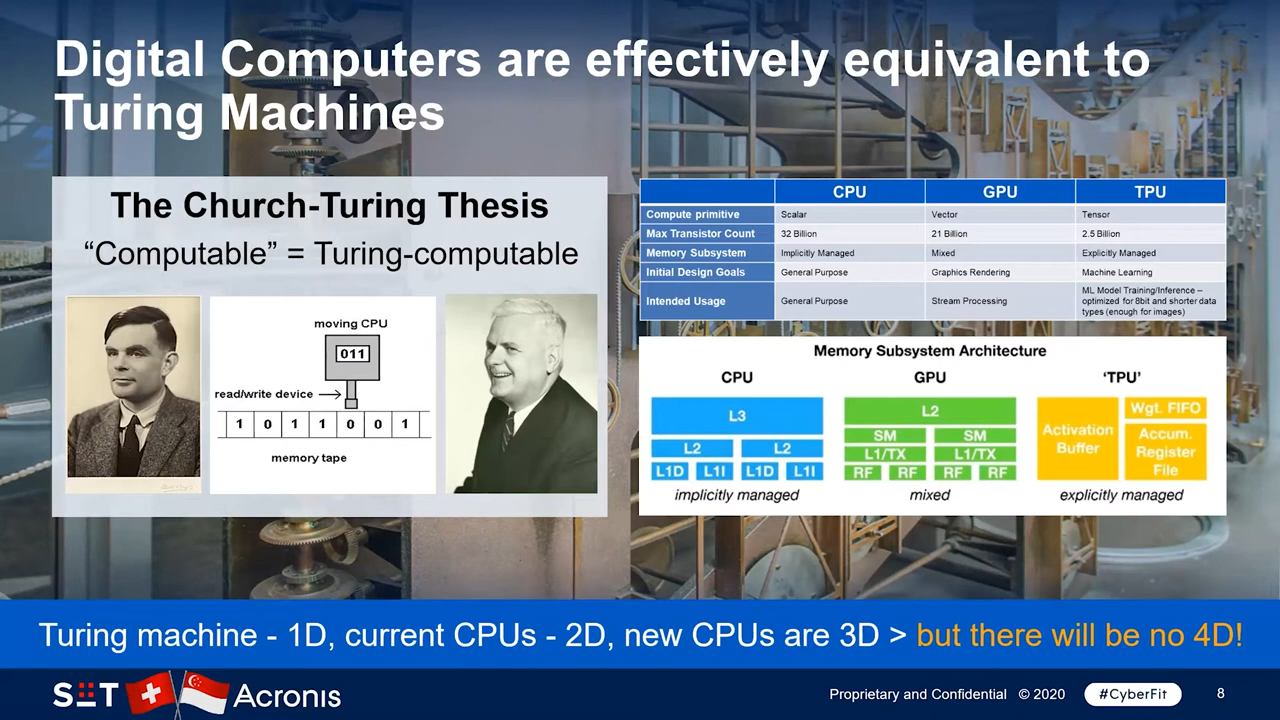 Digital Computers are effectively equivalent to
Turing Machines
The Church-Turing Thesis
“Computable” = Turing-computable
moving CPU
011
read/write device
1 0 1 1 0 0 1
memory tape
CPU GPU TPU
Compute primitive Scalar Vector Tensor
Max Transistor Count 32 Billion 21 Billion 2.5 Billion
Memory Subsystem Implicitly Managed Mixed Explicitly Managed
Initial Design Goals General Purpose Graphics Rendering Machine Learning
Intended Usage General Purpose Stream Processing ML Model Training/Inference –
optimized for 8bit and shorter data
types (enough for images)
Memory Subsystem Architecture
CPU GPU ‘TPU’
L3
L2 L2
L1D L1I L1D L1I
implicitly managed
L2
SM SM
L1/TX L1/TX
RF RF RF RF
mixed
Activation
Buffer
Wgt. FIFO
Accum.
Register
File
explicitly managed
Turing machine - 1D, current CPUs - 2D, new CPUs are 3D > but there will be no 4D!
SIT Acronis
Proprietary and Confidential © 2020 #CyberFit 8